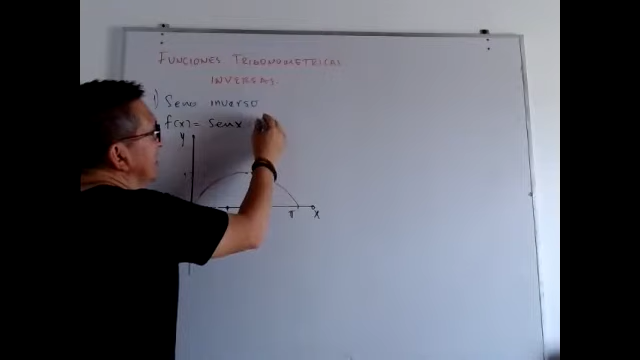 FUNCIONES TRIGONOMETRICAS
INVERSAS.
1) Seno inverso
f(x) = senx
y
π
x